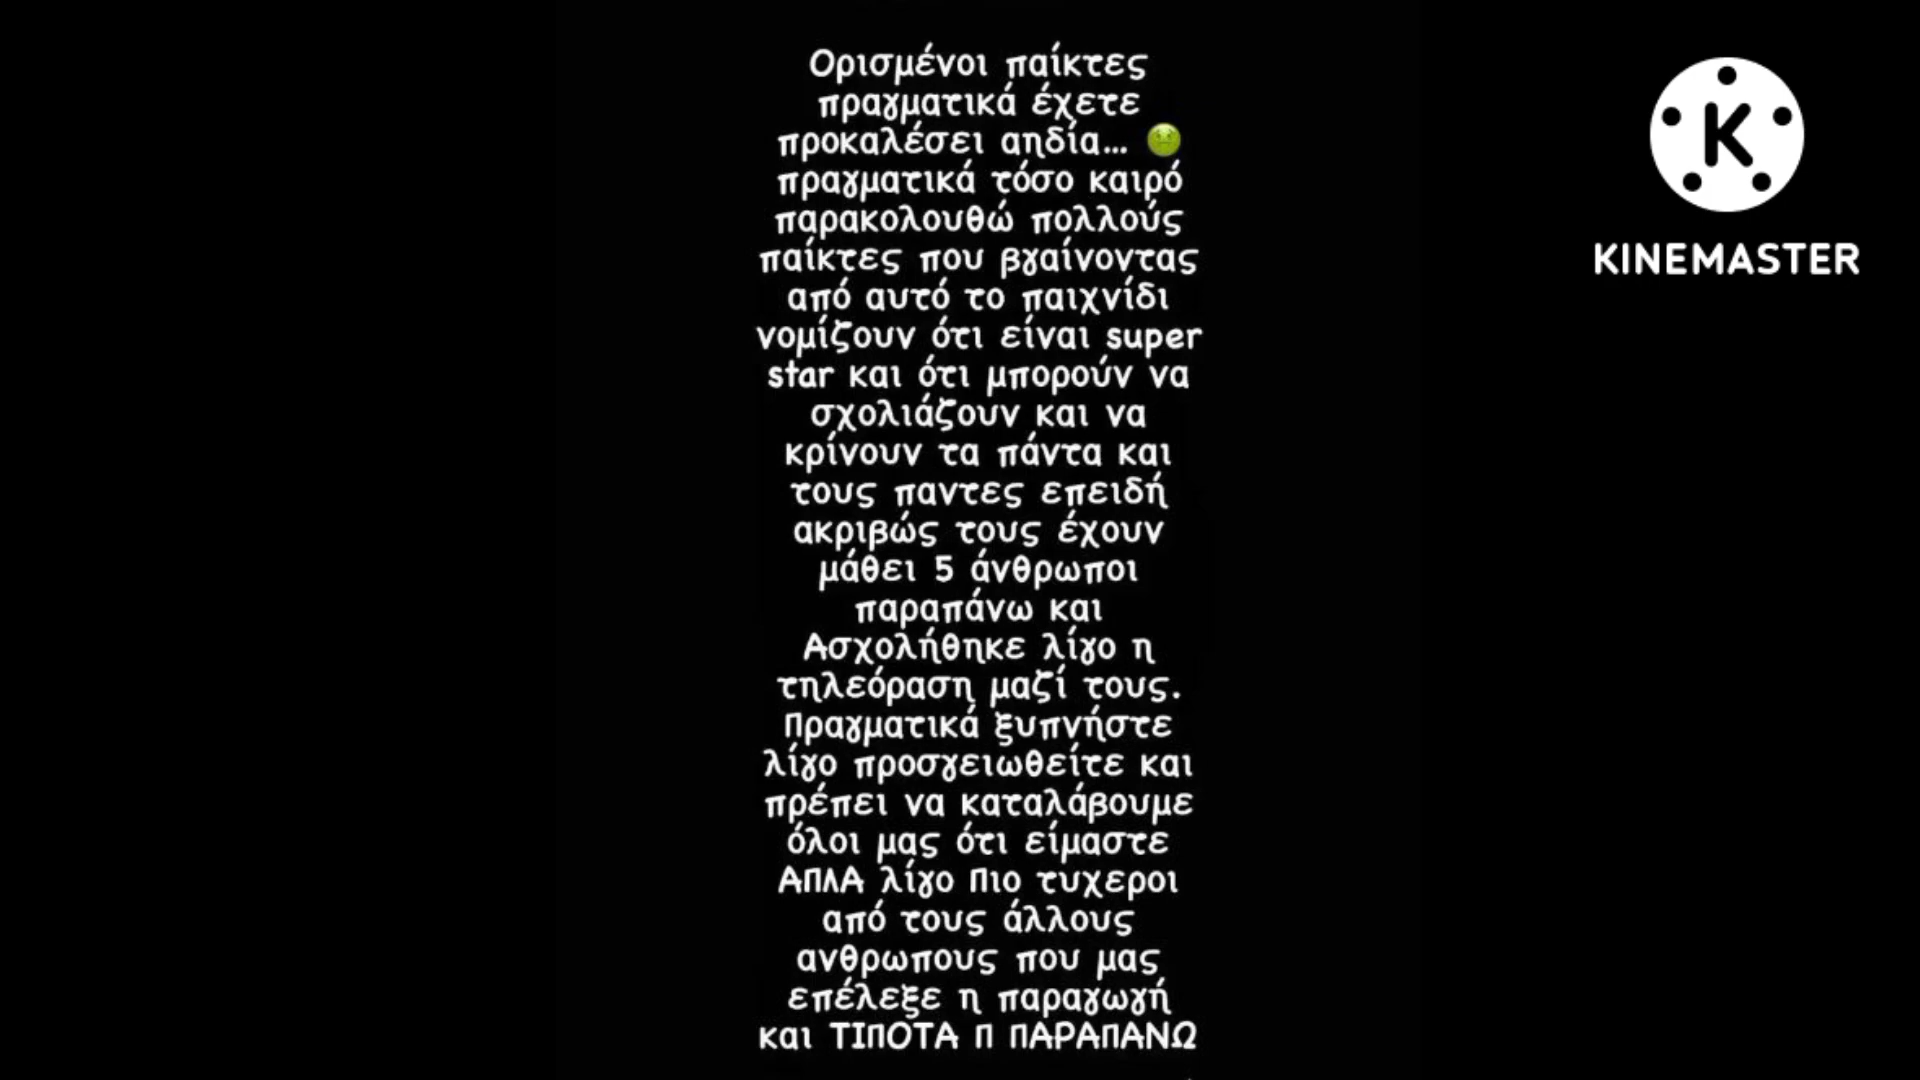 Ορισμένοι παίκτες
πραγματικά έχετε
προκαλέσει αηδία... 🤢
πραγματικά τόσο καιρό
παρακολουθώ πολλούς
παίκτες που βγαίνοντας
από αυτό το παιχνίδι
νομίζουν ότι είναι super
star και ότι μπορούν να
σχολιάζουν και να
κρίνουν τα πάντα και
τους παντες επειδή
ακριβώς τους έχουν
μάθει 5 άνθρωποι
παραπάνω και
Ασχολήθηκε λίγο η
τηλεόραση μαζί τους.
Πραγματικά ξυπνήστε
λίγο προσγειωθείτε και
πρέπει να καταλάβουμε
όλοι μας ότι είμαστε
ΑΠΛΑ λίγο Πιο τυχεροι
από τους άλλους
ανθρωπους που μας
επέλεξε η παραγωγή
και ΤΙΠΟΤΑ Π ΠΑΡΑΠΑΝΩ
K
KINEMASTER